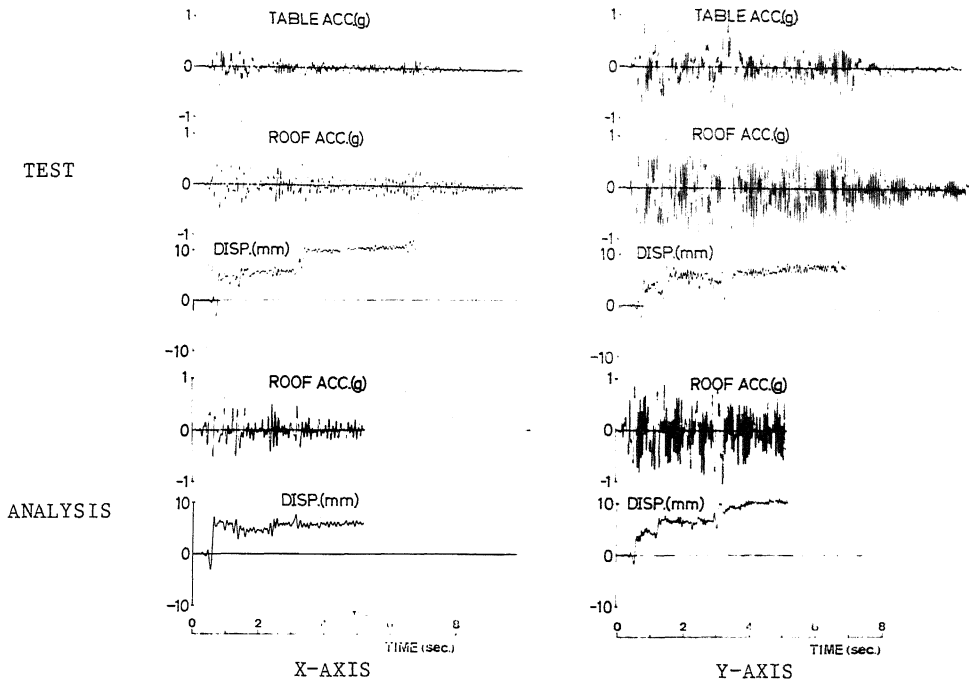 TABLE ACC.(g)
1
0
-1
ROOF ACC.(g)
1
0
-1
DISP.(mm)
10
0
-10
TEST
ROOF ACC.(g)
1
0
-1
DISP.(mm)
10
0
-10
ANALYSIS
0 2 6 8
TIME (sec.)
X-AXIS
TABLE ACC.(g)
1
0
-1
ROOF ACC.(g)
1
0
-1
DISP.(mm)
10
0
-10
ROOF ACC.(g)
1
0
-1
DISP.(mm)
10
0
-10
0 2 4 6 8
TIME (sec.)
Y-AXIS